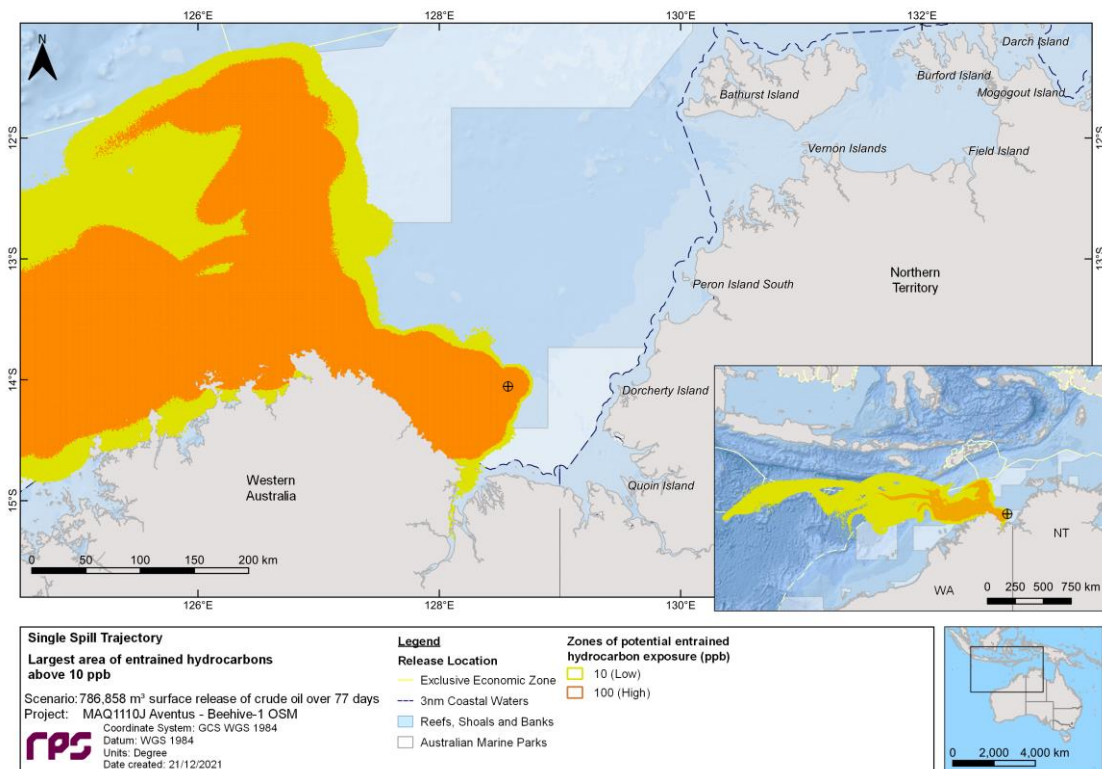 126°E 128°E 130°E 132°E
N
Darch Island
Burford Island
Bathurst Island
Mogogout Island
12°S 12°S
Vernon Islands
Field Island
13°S 13°S
Northern
Territory
Peron Island South
14°S
Dorcherty Island
Western
Australia
Qupin Island
15°S
0 50 100 150 200 km
NT
WA
0 250 500 750 km
126°E 128°E 130°E
Single Spill Trajectory
Largest area of entrained hydrocarbons
above 10 ppb
Scenario: 786,858 m³ surface release of crude oil over 77 days
Project: MAQ1110J Aventus - Beehive-1 OSM
rps
Coordinate System: GCS WGS 1984
Datum: WGS 1984
Units: Degree
Date created: 21/12/2021
Legend
Release Location
Exclusive Economic Zone
3nm Coastal Waters
Reefs, Shoals and Banks
Australian Marine Parks
Zones of potential entrained
hydrocarbon exposure (ppb)
10 (Low)
100 (High)
0 2,000 4,000 km